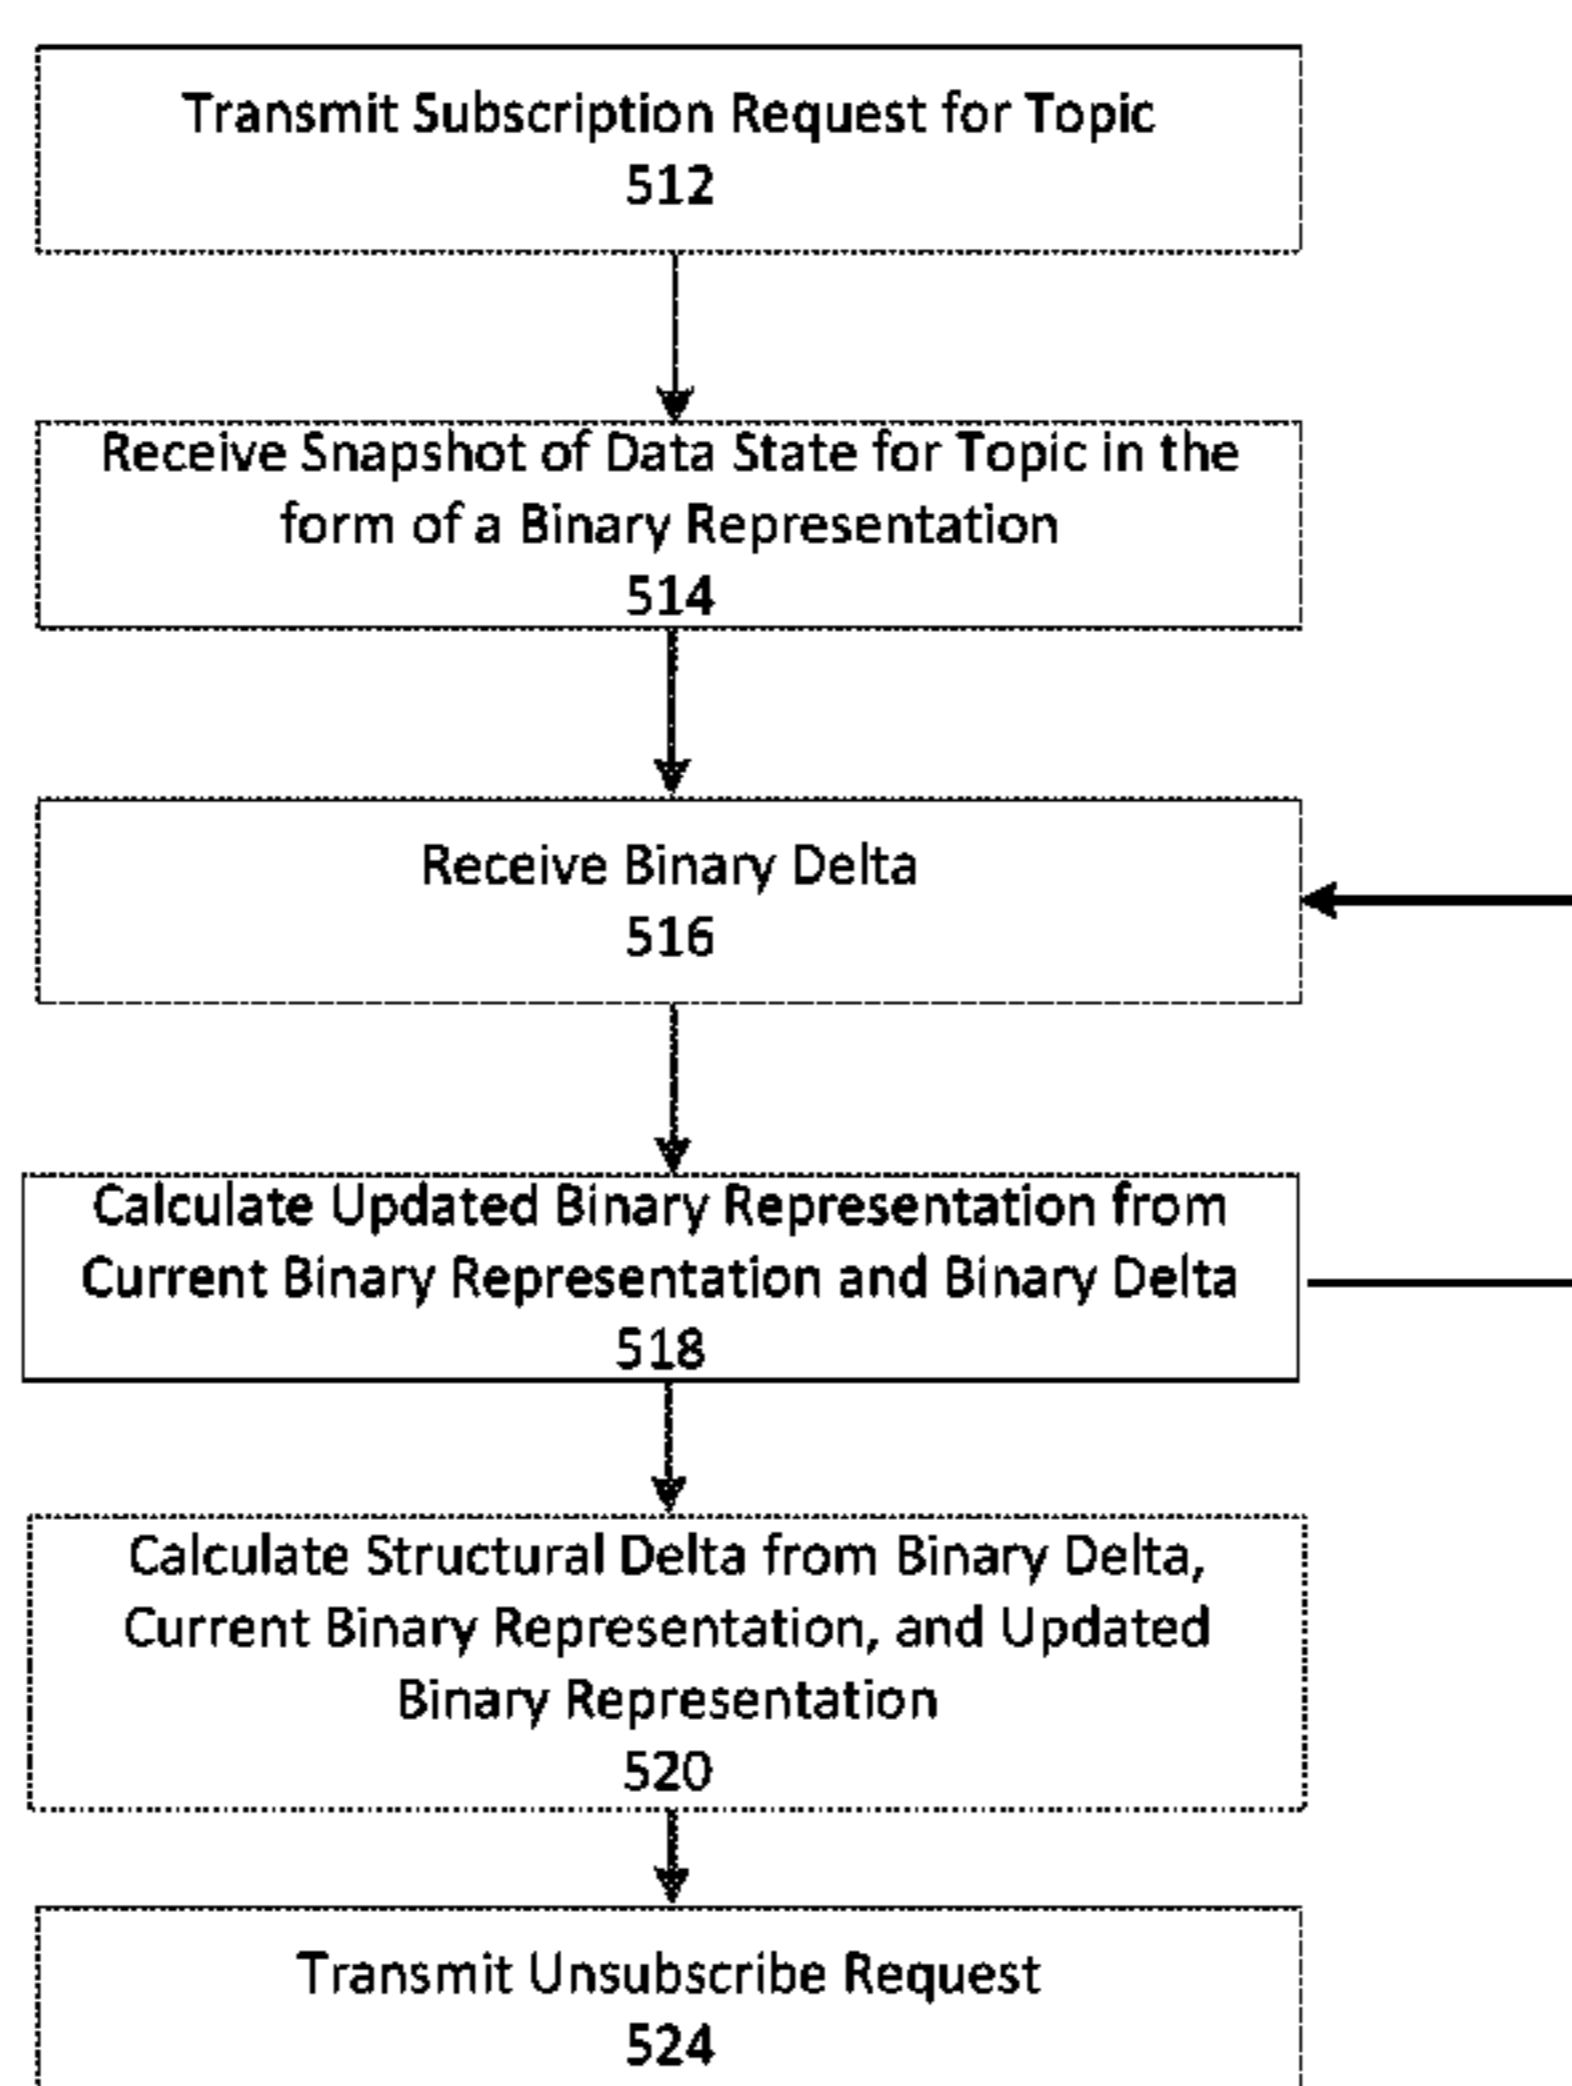 Transmit Subscription Request for Topic
512
Receive Snapshot of Data State for Topic in the
form of a Binary Representation
514
Receive Binary Delta
516
Calculate Updated Binary Representation from
Current Binary Representation and Binary Delta
518
Calculate Structural Delta from Binary Delta,
Current Binary Representation, and Updated
Binary Representation
520
Transmit Unsubscribe Request
524